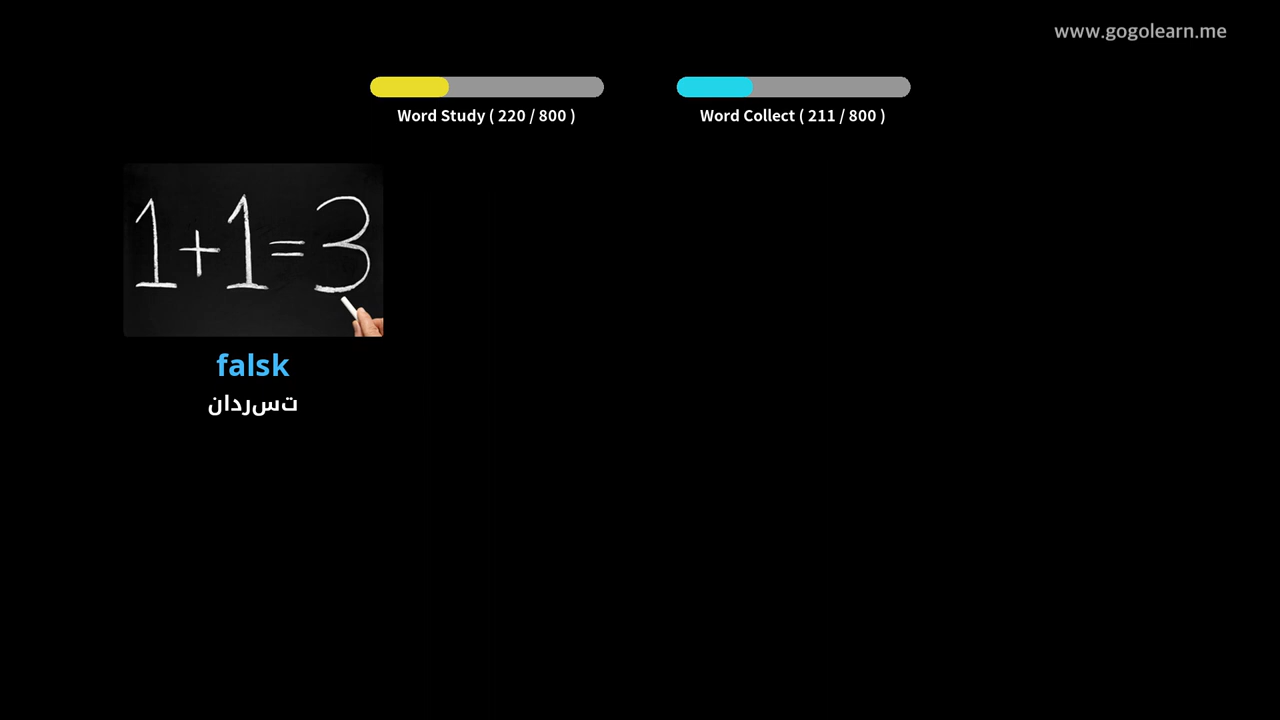 www.gogolearn.me
Word Study ( 220 / 800 )
Word Collect ( 211 / 800 )
1+1=3
falsk
تسردان